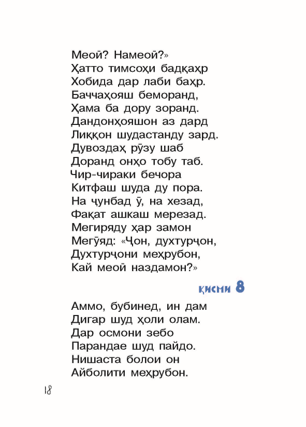 Меоӣ? Намеоӣ?»
Ҳатто тимсоҳи бадқаҳр
Хобида дар лаби баҳр.
Баччаҳояш беморанд,
Ҳама ба дору зоранд.
Дандонҳояшон аз дард
Лиққон шудастанду зард.
Дувоздаҳ рӯзу шаб
Доранд онҳо тобу таб.
Чир-чираки бечора
Китфаш шуда ду пора.
На ҷунбад ӯ, на хезад,
Фақат ашкаш мерезад.
Мегиряду ҳар замон
Мегӯяд: «Ҷон, духтурҷон,
Духтурҷони меҳрубон,
Кай меоӣ наздамон?»
ҚИСМИ 8
Аммо, бубинед, ин дам
Дигар шуд ҳоли олам.
Дар осмони зебо
Парандае шуд пайдо.
Нишаста болои он
Айболити меҳрубон.
18